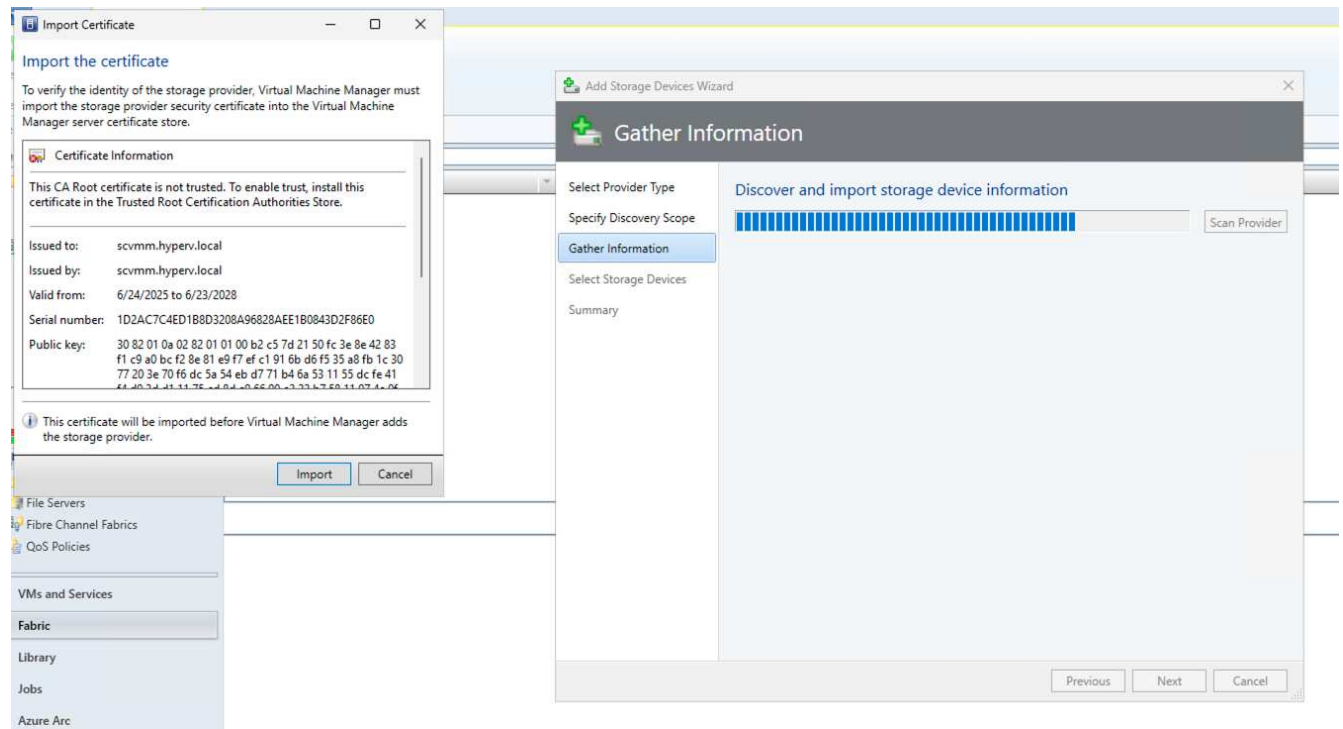 Import Certificate
Import the certificate
To verify the identity of the storage provider, Virtual Machine Manager must
import the storage provider security certificate into the Virtual Machine
Manager server certificate store.
Certificate Information
This CA Root certificate is not trusted. To enable trust, install this
certificate in the Trusted Root Certification Authorities Store.
Issued to: scvmm.hyperv.local
Issued by: scvmm.hyperv.local
Valid from: 6/24/2025 to 6/23/2028
Serial number: 1D2AC7C4ED1B8D3208A96828AEE1B0843D2F86E0
Public key: 30 82 01 0a 02 82 01 01 00 b2 c5 7d 21 50 fc 3e 8e 42 83
f1 c9 a0 bc f2 8e 81 e9 f7 ef c1 91 6b d6 f5 35 a8 fb 1c 30
77 20 3e 70 f6 dc 5a 54 eb d7 71 b4 6a 53 11 55 dc fe 41
This certificate will be imported before Virtual Machine Manager adds
the storage provider.
Import Cancel
File Servers
Fibre Channel Fabrics
QoS Policies
VMs and Services
Fabric
Library
Jobs
Azure Arc
Add Storage Devices Wizard
Gather Information
Select Provider Type
Specify Discovery Scope
Gather Information
Select Storage Devices
Summary
Discover and import storage device information
Scan Provider
Previous Next Cancel